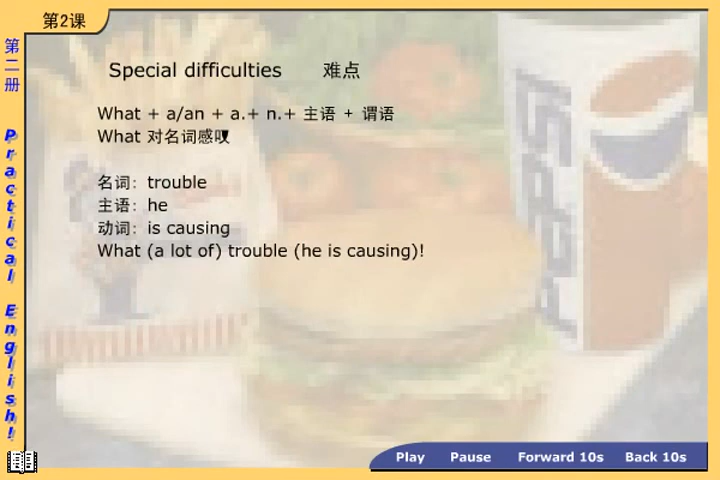 第2课
第二册
Practical English!
Special difficulties 难点
What + a/an + a.+ n.+ 主语 + 谓语
What 对名词感叹
名词：trouble
主语：he
动词：is causing
What (a lot of) trouble (he is causing)!
Play Pause Forward 10s Back 10s